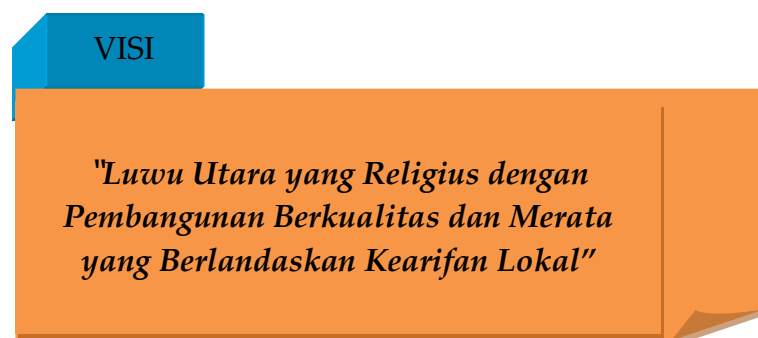 VISI
"Luwu Utara yang Religius dengan
Pembangunan Berkualitas dan Merata
yang Berlandaskan Kearifan Lokal”